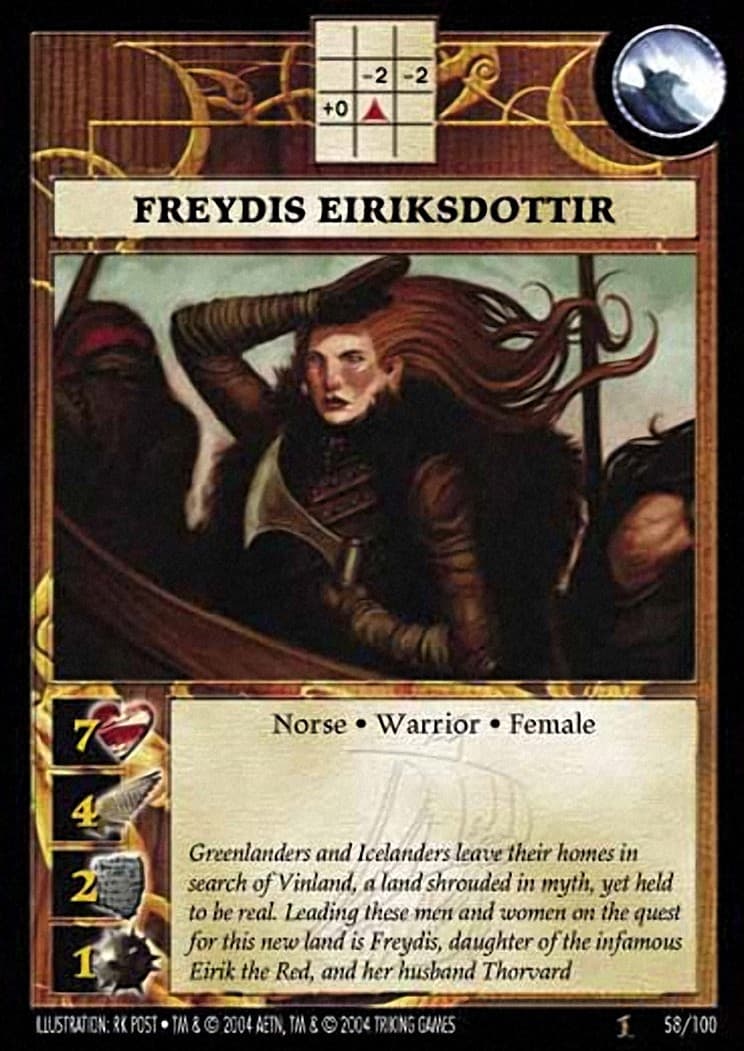 -2 -2
+0
FREYDIS EIRIKSDOTTIR
7
4
2
1
Norse • Warrior • Female
Greenlanders and Icelanders leave their homes in
search of Vinland, a land shrouded in myth, yet held
to be real. Leading these men and women on the quest
for this new land is Freydis, daughter of the infamous
Eirik the Red, and her husband Thorvard
ILLUSTRATION: RK POST • TM & © 2004 AETN, TM & © 2004 TRIKING GAMES
1 58/100